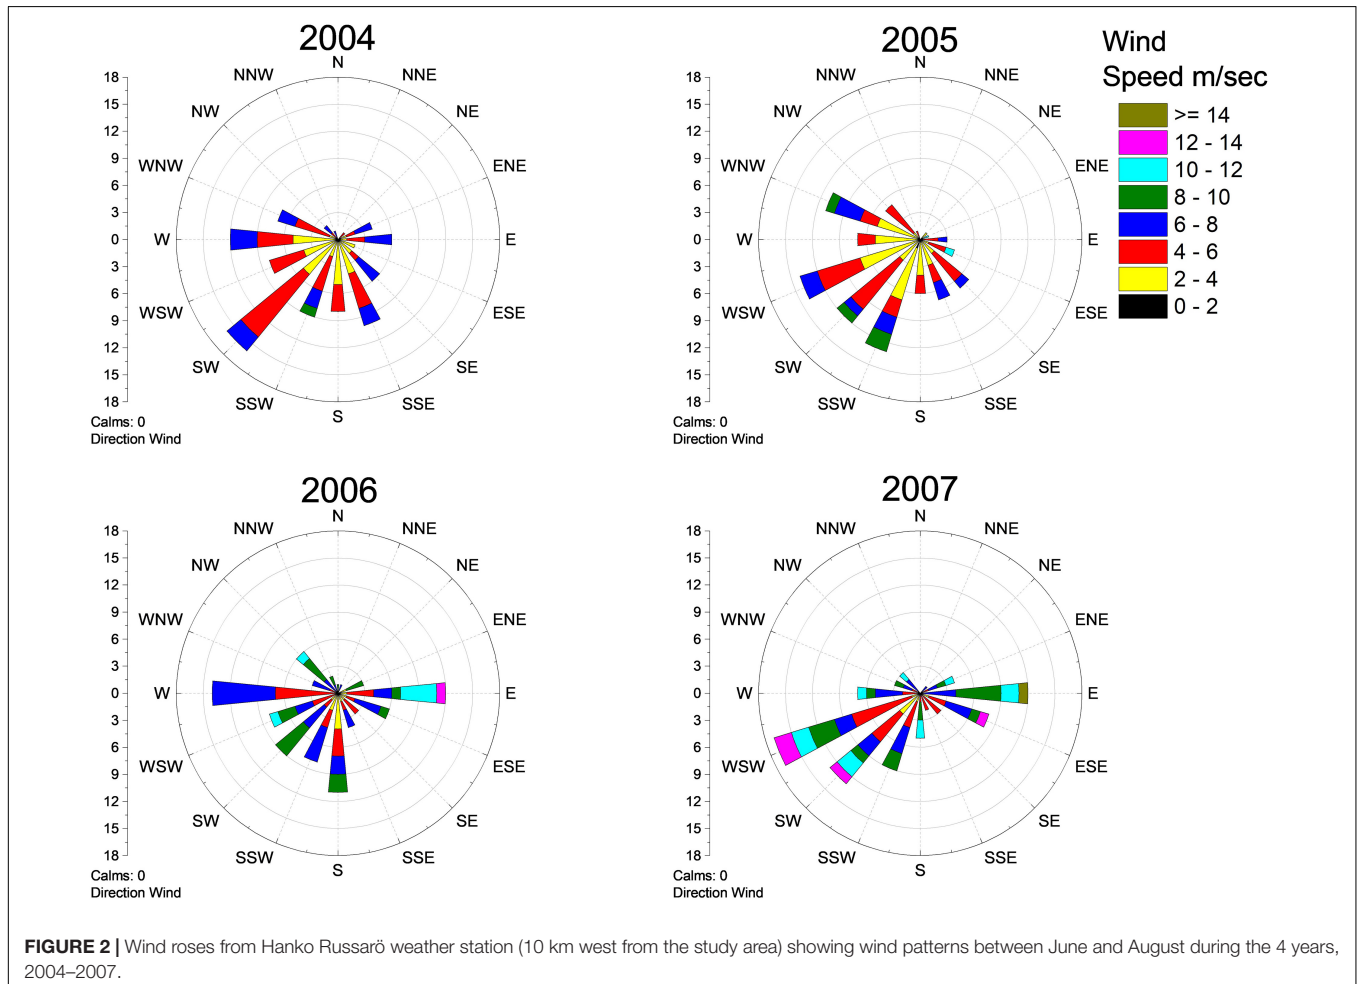 2004
N
NNE
NE
ENE
E
ESE
SE
SSE
S
SSW
SW
WSW
W
WNW
NW
NNW
18
15
12
9
6
3
0
3
6
9
12
15
18
Calms: 0
Direction Wind
2005
N
NNE
NE
ENE
E
ESE
SE
SSE
S
SSW
SW
WSW
W
WNW
NW
NNW
18
15
12
9
6
3
0
3
6
9
12
15
18
Calms: 0
Direction Wind
Wind
Speed m/sec
>= 14
12 - 14
10 - 12
8 - 10
6 - 8
4 - 6
2 - 4
0 - 2
2006
N
NNE
NE
ENE
E
ESE
SE
SSE
S
SSW
SW
WSW
W
WNW
NW
NNW
18
15
12
9
6
3
0
3
6
9
12
15
18
Calms: 0
Direction Wind
2007
N
NNE
NE
ENE
E
ESE
SE
SSE
S
SSW
SW
WSW
W
WNW
NW
NNW
18
15
12
9
6
3
0
3
6
9
12
15
18
Calms: 0
Direction Wind
FIGURE 2 | Wind roses from Hanko Russarö weather station (10 km west from the study area) showing wind patterns between June and August during the 4 years,
2004–2007.